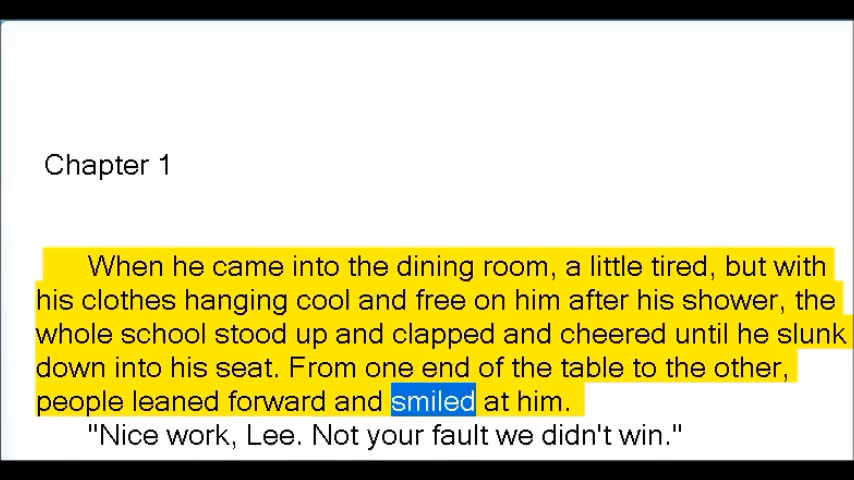 Chapter 1
When he came into the dining room, a little tired, but with
his clothes hanging cool and free on him after his shower, the
whole school stood up and clapped and cheered until he slunk
down into his seat. From one end of the table to the other,
people leaned forward and smiled at him.
"Nice work, Lee. Not your fault we didn't win."